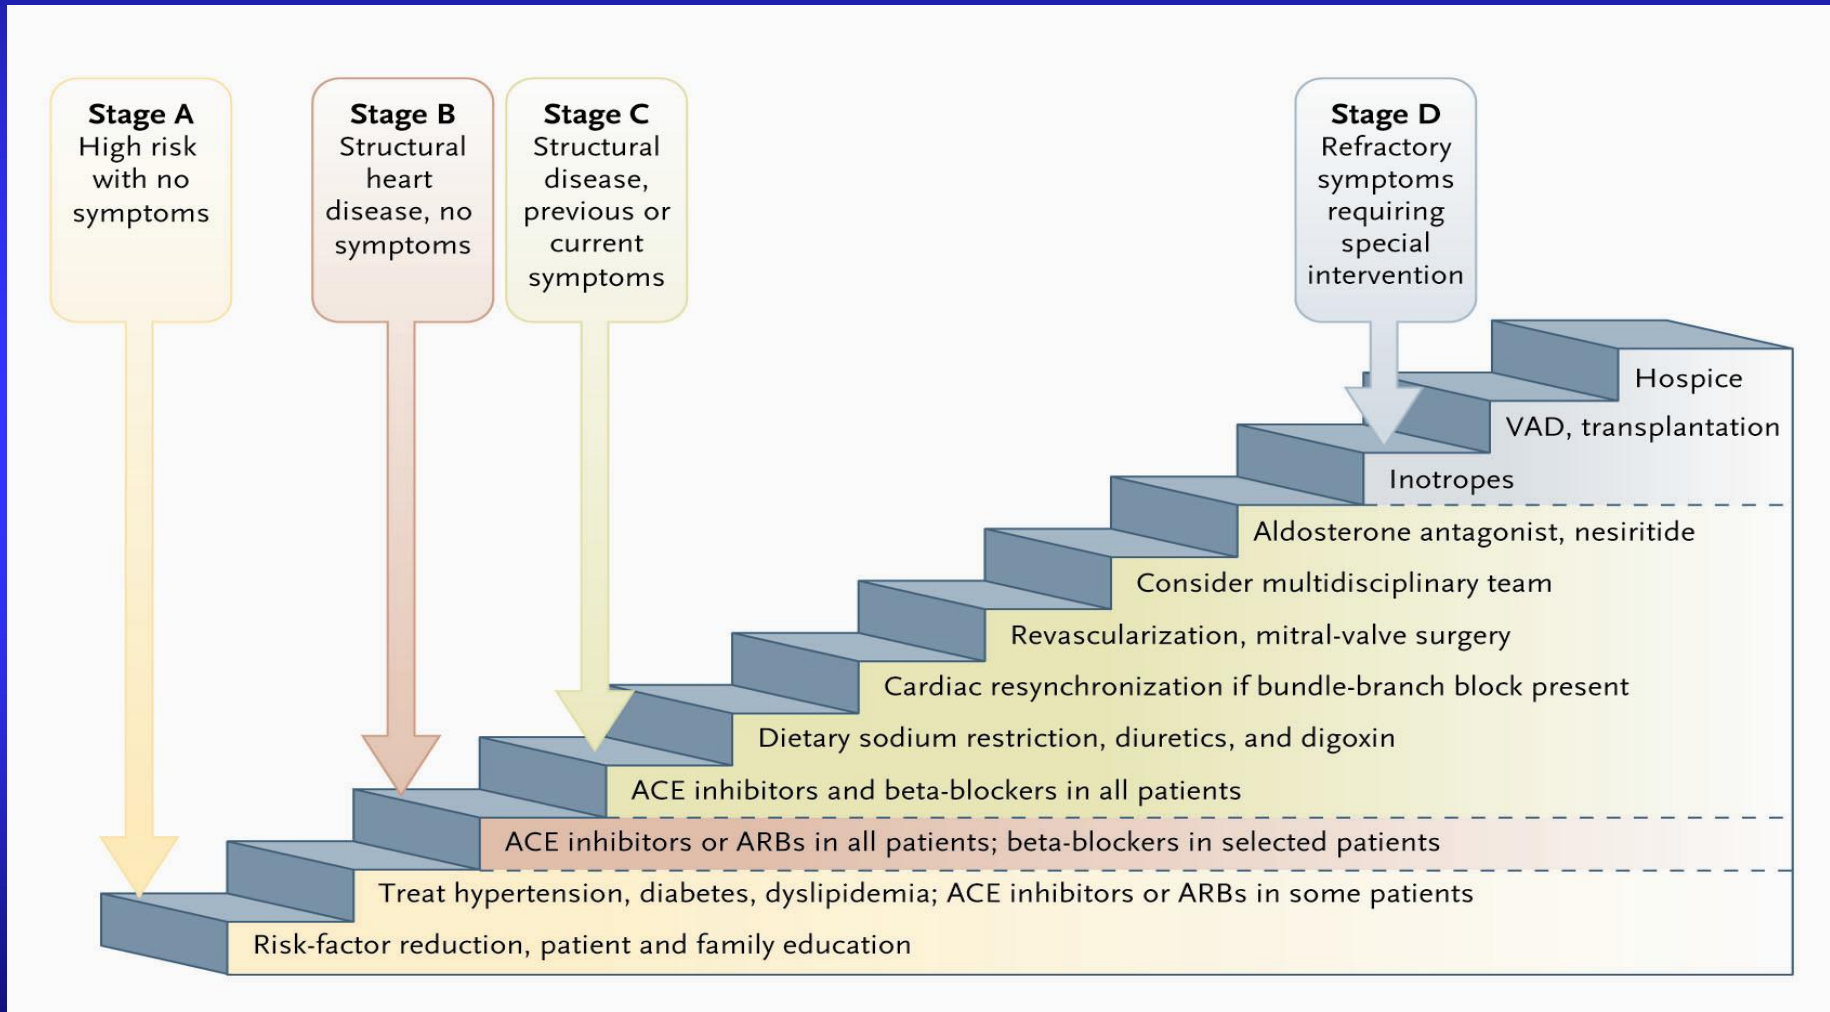 Stage A
High risk
with no
symptoms
Stage B
Structural
heart
disease, no
symptoms
Stage C
Structural
disease,
previous or
current
symptoms
Stage D
Refractory
symptoms
requiring
special
intervention
Hospice
VAD, transplantation
Inotropes
Aldosterone antagonist, nesiritide
Consider multidisciplinary team
Revascularization, mitral-valve surgery
Cardiac resynchronization if bundle-branch block present
Dietary sodium restriction, diuretics, and digoxin
ACE inhibitors and beta-blockers in all patients
ACE inhibitors or ARBs in all patients; beta-blockers in selected patients
Treat hypertension, diabetes, dyslipidemia; ACE inhibitors or ARBs in some patients
Risk-factor reduction, patient and family education